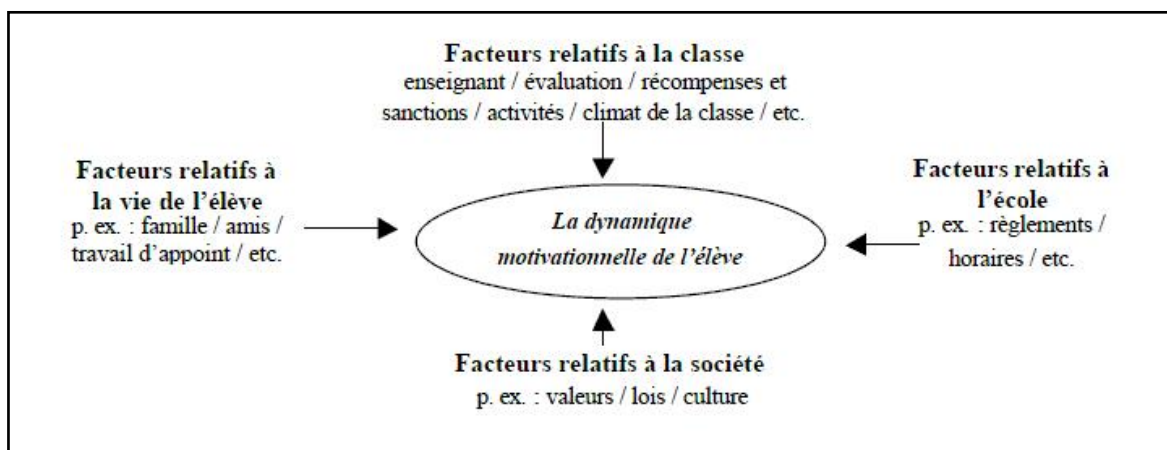 Facteurs relatifs à la classe
enseignant / évaluation / récompenses et
sanctions / activités / climat de la classe / etc.
Facteurs relatifs à
la vie de l’élève
p. ex. : famille / amis /
travail d’appoint / etc.
La dynamique
motivationnelle de l’élève
Facteurs relatifs à
l’école
p. ex. : règlements /
horaires / etc.
Facteurs relatifs à la société
p. ex. : valeurs / lois / culture